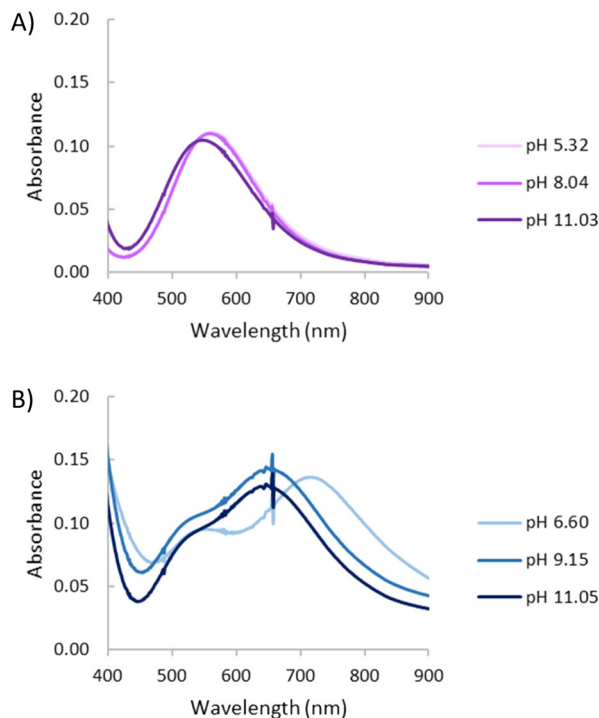 A)
0.20
0.15
0.10
0.05
0.00
Absorbance
400 500 600 700 800 900
Wavelength (nm)
pH 5.32
pH 8.04
pH 11.03
B)
0.20
0.15
0.10
0.05
0.00
Absorbance
400 500 600 700 800 900
Wavelength (nm)
pH 6.60
pH 9.15
pH 11.05